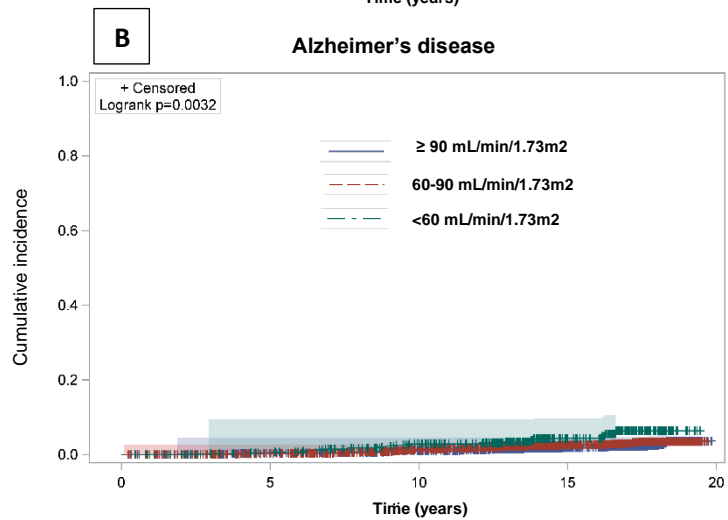 Time (years)
B
Alzheimer's disease
+ Censored
Logrank p=0.0032
≥ 90 mL/min/1.73m2
60-90 mL/min/1.73m2
<60 mL/min/1.73m2
Cumulative incidence
1.0
0.8
0.6
0.4
0.2
0.0
0 5 10 15 20
Time (years)